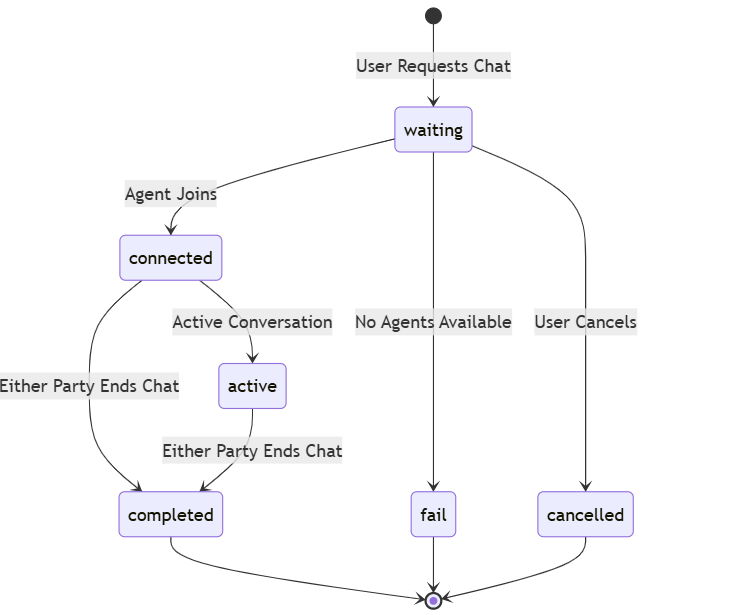 User Requests Chat
waiting
Agent Joins
connected
Active Conversation
No Agents Available
User Cancels
Either Party Ends Chat
active
Either Party Ends Chat
completed
fail
cancelled